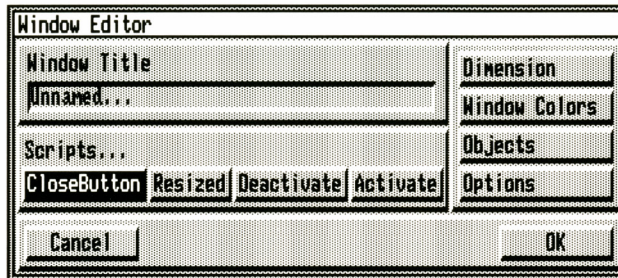 Window Editor
Window Title
Unnamed...
Dimension
Window Colors
Objects
Options
Scripts...
CloseButton Resized Deactivate Activate
Cancel
OK